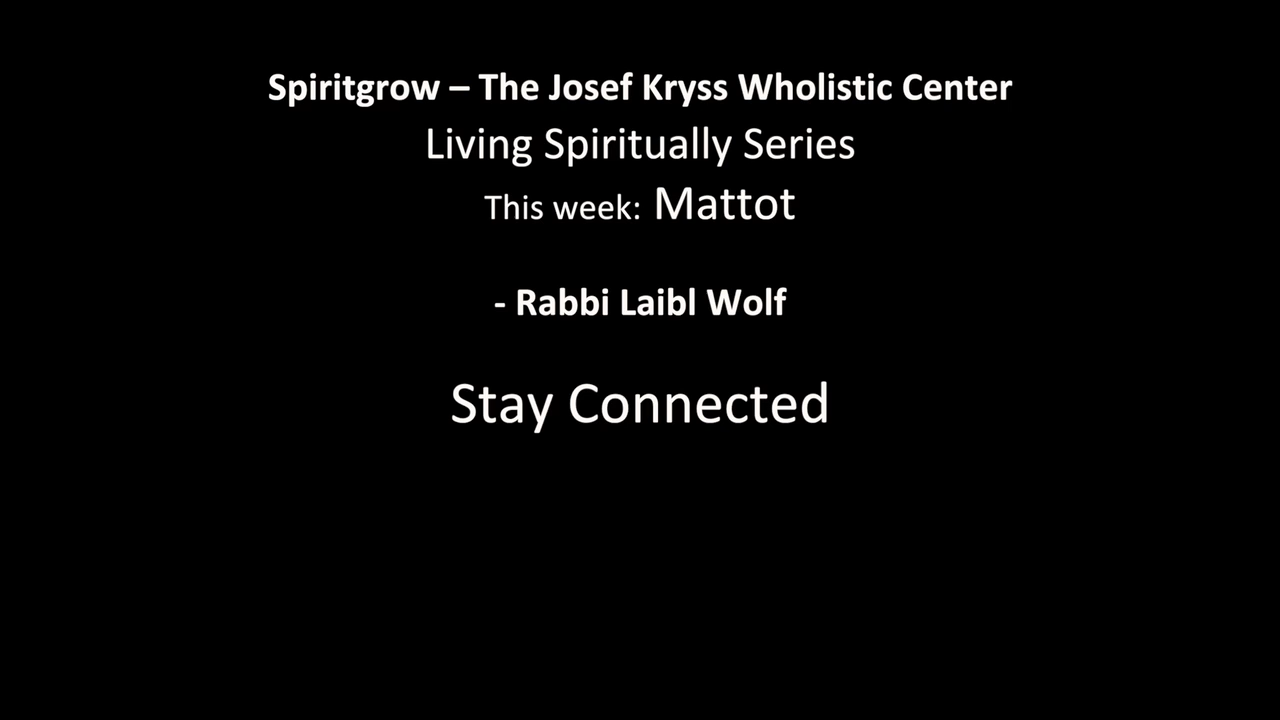 Spiritgrow – The Josef Kryss Wholistic Center
Living Spiritually Series
This week: Mattot
- Rabbi Laibl Wolf
Stay Connected